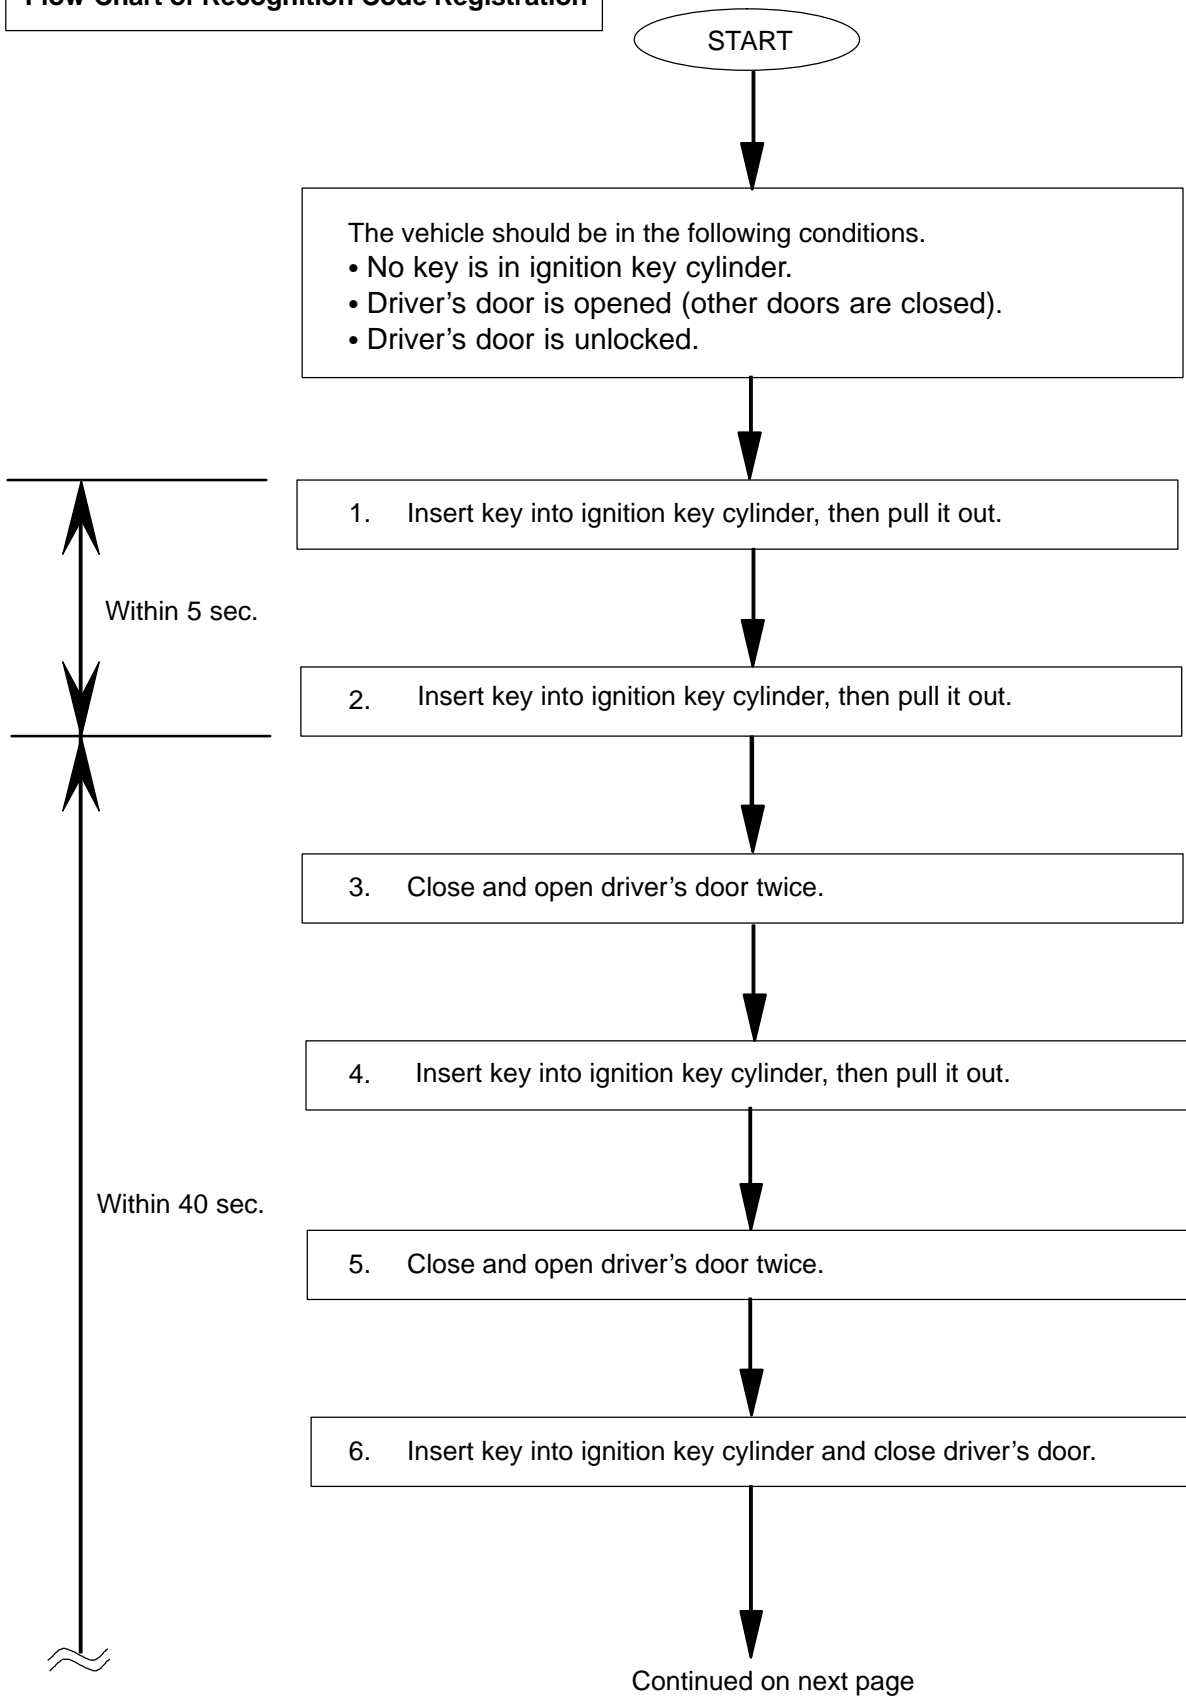 Flow Chart of Recognition Code Registration
START
The vehicle should be in the following conditions.
• No key is in ignition key cylinder.
• Driver’s door is opened (other doors are closed).
• Driver’s door is unlocked.
1. Insert key into ignition key cylinder, then pull it out.
Within 5 sec.
2. Insert key into ignition key cylinder, then pull it out.
3. Close and open driver’s door twice.
4. Insert key into ignition key cylinder, then pull it out.
Within 40 sec.
5. Close and open driver’s door twice.
6. Insert key into ignition key cylinder and close driver’s door.
Continued on next page